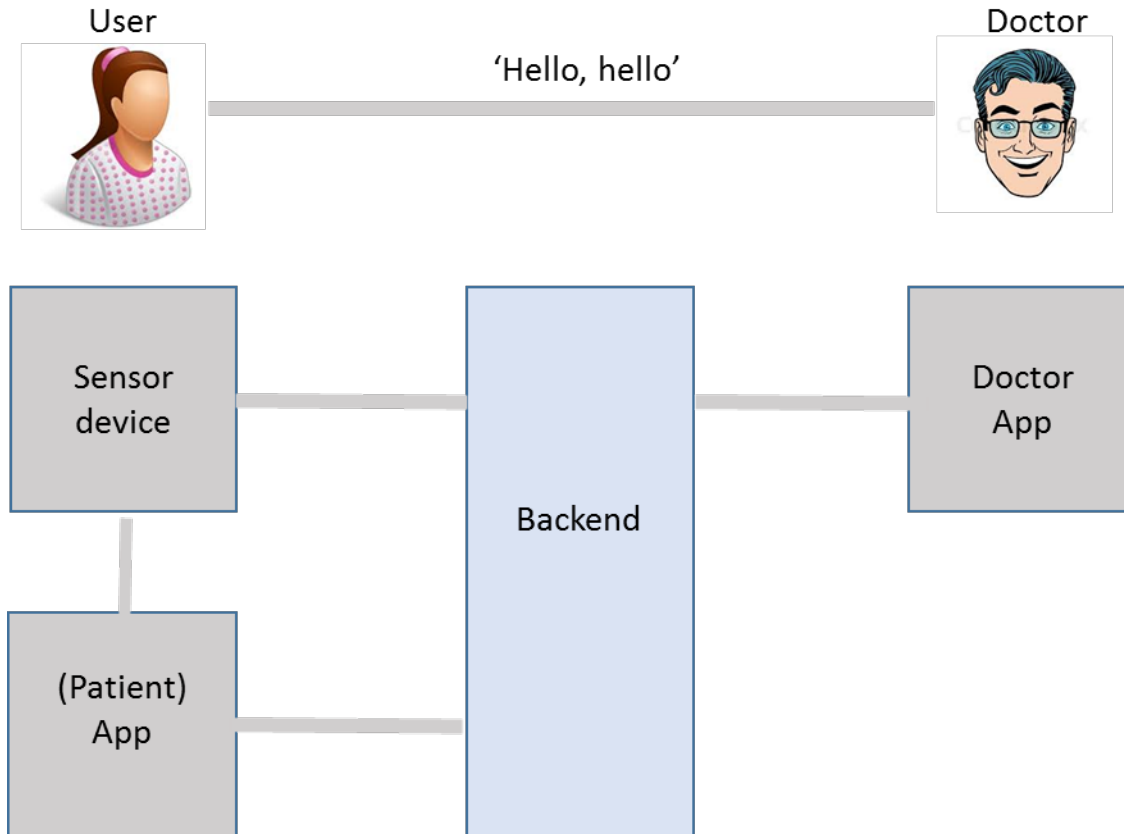 User
Doctor
‘Hello, hello’
Sensor
device
Doctor
App
Backend
(Patient)
App